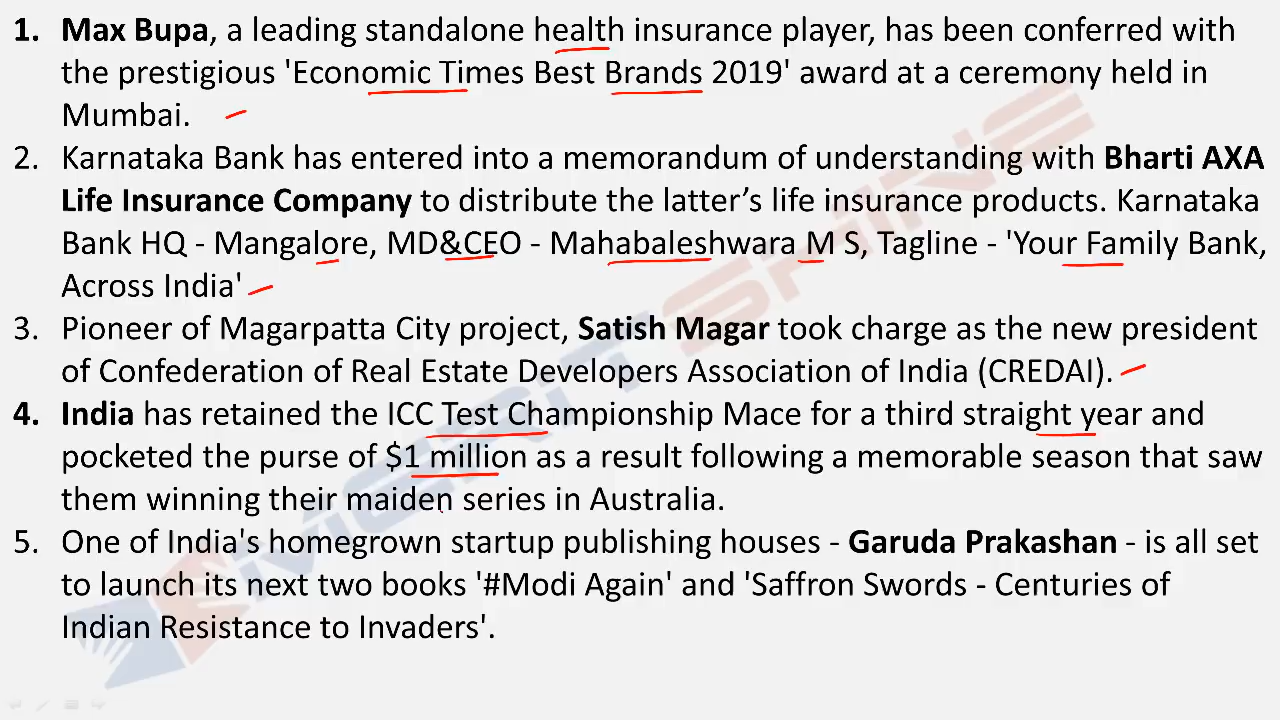 1. Max Bupa, a leading standalone health insurance player, has been conferred with
the prestigious 'Economic Times Best Brands 2019' award at a ceremony held in
Mumbai.
2. Karnataka Bank has entered into a memorandum of understanding with Bharti AXA
Life Insurance Company to distribute the latter’s life insurance products. Karnataka
Bank HQ - Mangalore, MD&CEO - Mahabaleshwara M S, Tagline - 'Your Family Bank,
Across India'
3. Pioneer of Magarpatta City project, Satish Magar took charge as the new president
of Confederation of Real Estate Developers Association of India (CREDAI).
4. India has retained the ICC Test Championship Mace for a third straight year and
pocketed the purse of $1 million as a result following a memorable season that saw
them winning their maiden series in Australia.
5. One of India's homegrown startup publishing houses - Garuda Prakashan - is all set
to launch its next two books '#Modi Again' and 'Saffron Swords - Centuries of
Indian Resistance to Invaders'.